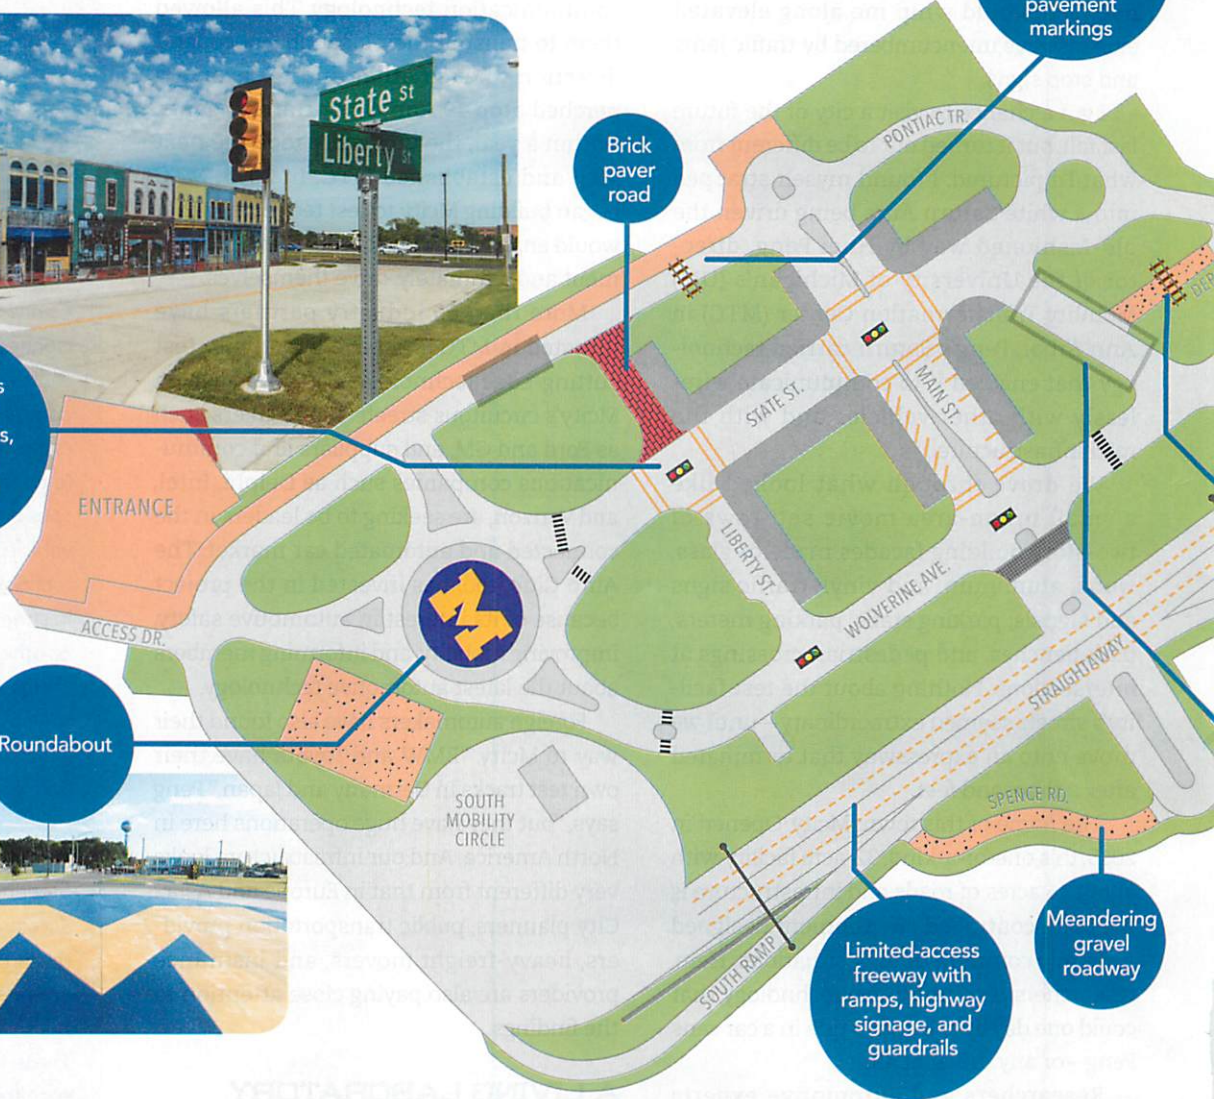 pavement
markings
State St
Liberty St
PONTIAC TR.
Brick
paver
road
STATE ST.
MAIN ST.
ENTRANCE
LIBERTY ST.
WOLVERINE AVE.
M
ACCESS DR.
STRAIGHTAWAY
Roundabout
SOUTH
MOBILITY
CIRCLE
SPENCE RD.
Meandering
gravel
roadway
Limited-access
freeway with
ramps, highway
signage, and
guardrails
SOUTH RAMP